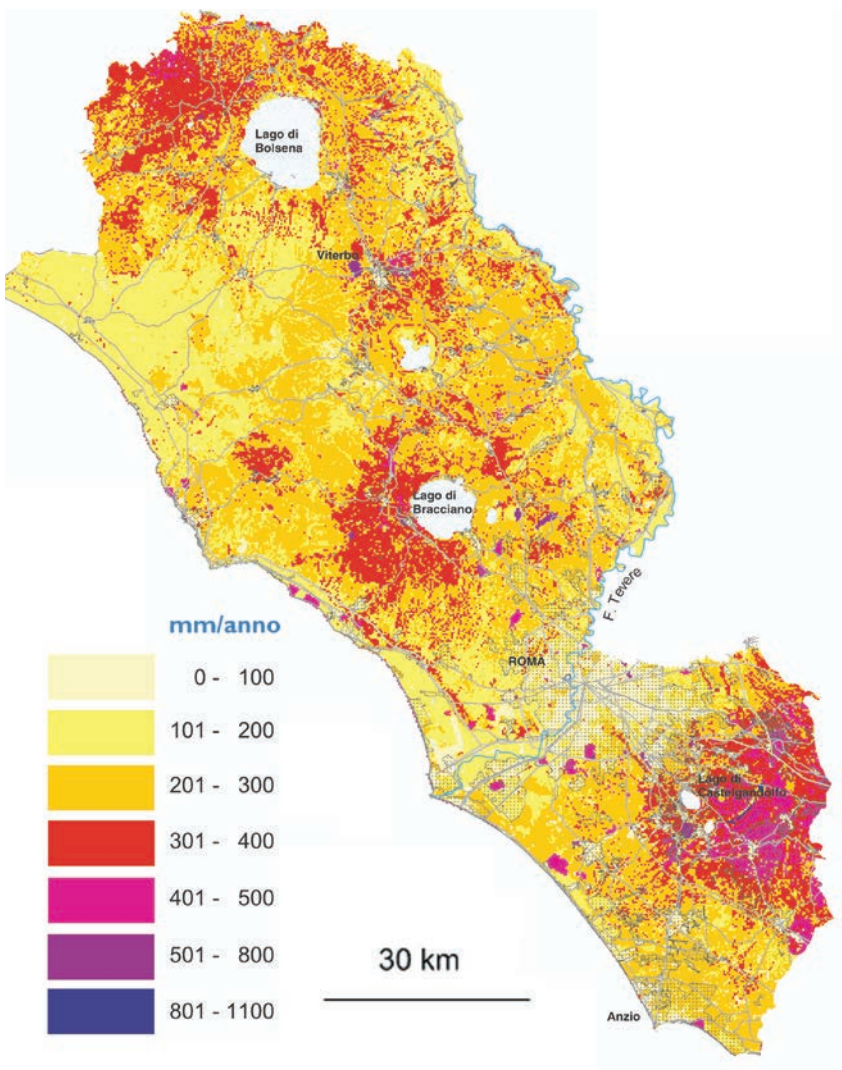 Lago di
Bolsena
Viterbo
Lago di
Bracciano
F. Tevere
ROMA
mm/anno
0 - 100
101 - 200
201 - 300
301 - 400
401 - 500
501 - 800
801 - 1100
Lago di
Castelgandolfo
30 km
Anzio